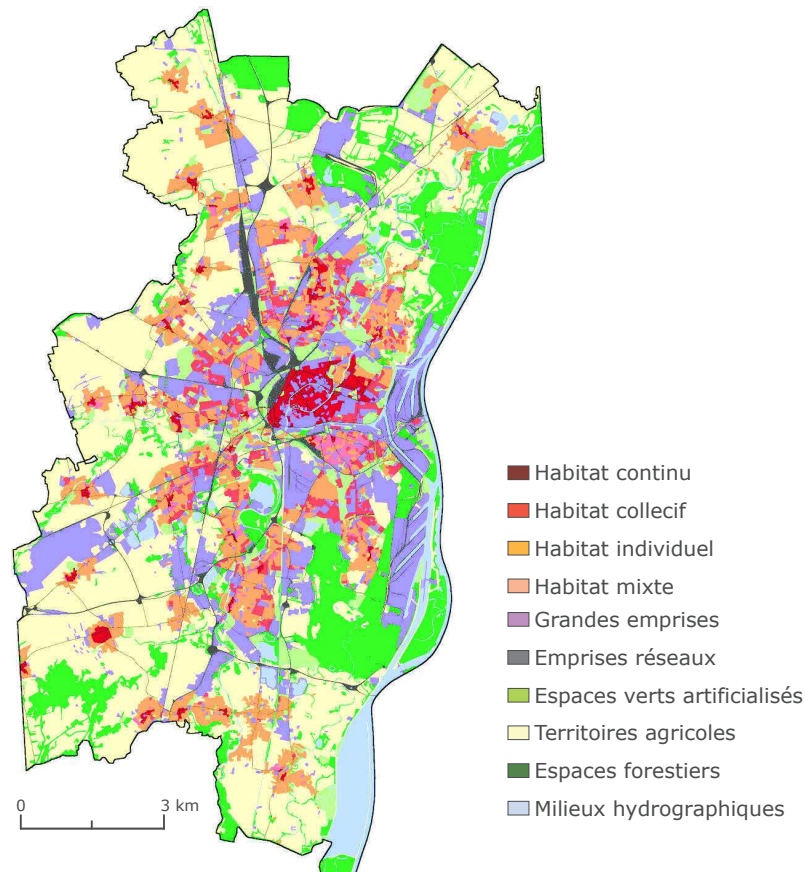 Habitat continu
Habitat collecif
Habitat individuel
Habitat mixte
Grandes emprises
Emprises réseaux
Espaces verts artificialisés
Territoires agricoles
Espaces forestiers
Milieux hydrographiques
0 3 km